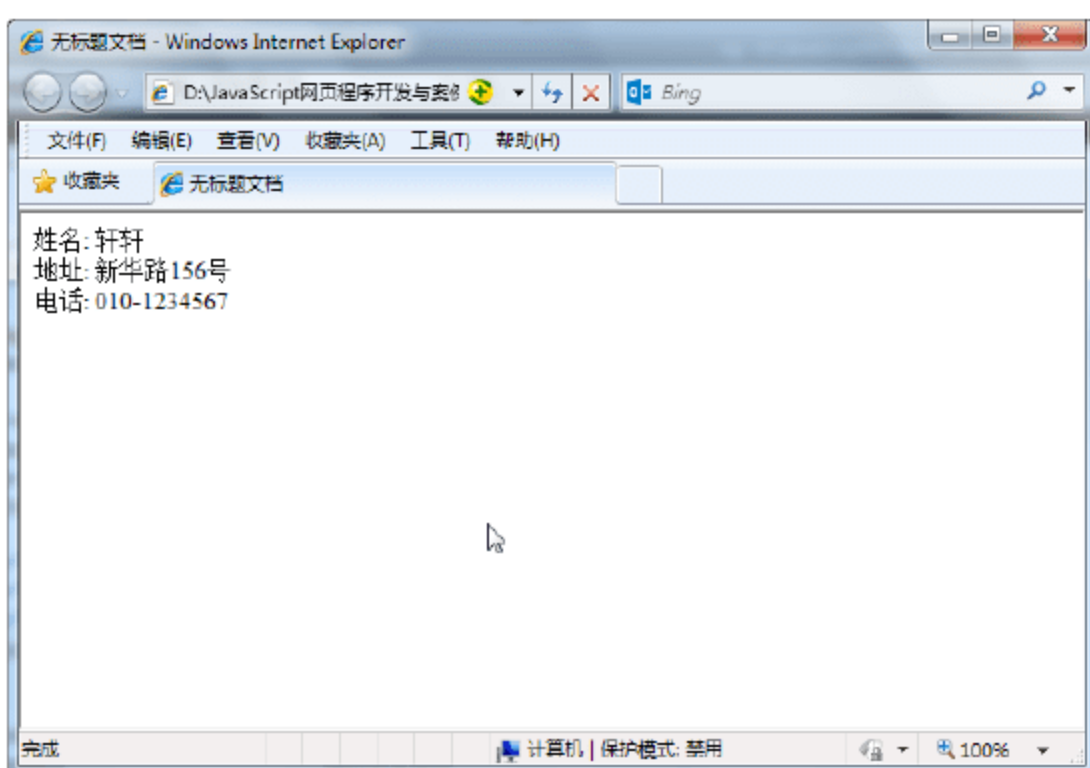 无标题文档 - Windows Internet Explorer
D:\JavaScript网页程序开发与案例
Bing
文件(F) 编辑(E) 查看(V) 收藏夹(A) 工具(T) 帮助(H)
收藏夹 无标题文档
姓名: 轩轩
地址: 新华路156号
电话: 010-1234567
完成 计算机 | 保护模式: 禁用 100%